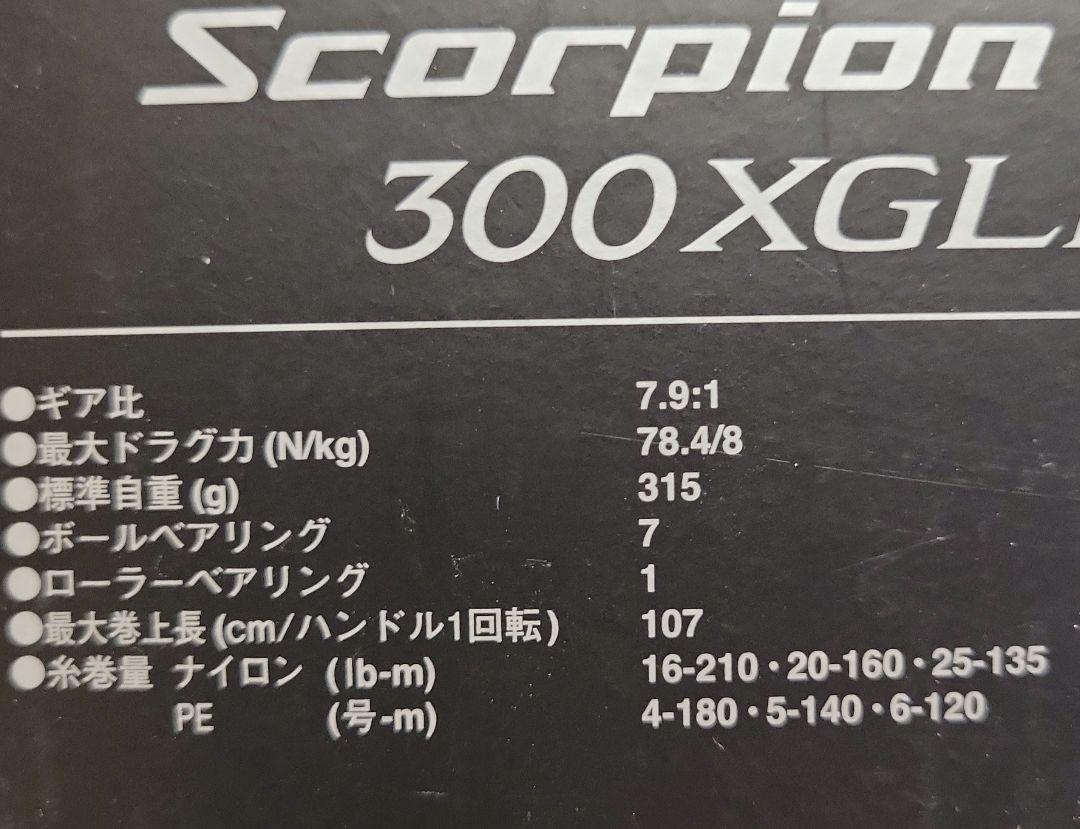 Scorpion
300XGL
●ギア比 7.9:1
●最大ドラグ力(N/kg) 78.4/8
●標準自重(g) 315
●ボールベアリング 7
●ローラーベアリング 1
●最大巻上長(cm/ハンドル1回転) 107
●糸巻量 ナイロン (lb-m) 16-210・20-160・25-135
PE (号-m) 4-180・5-140・6-120